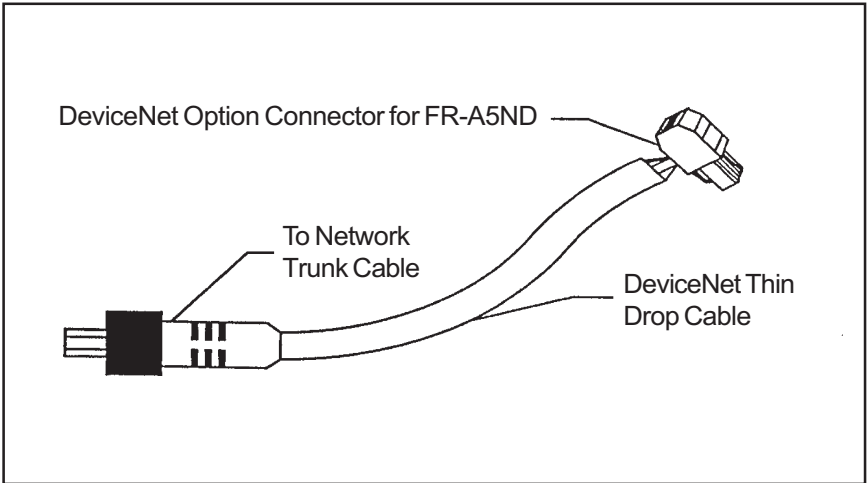 DeviceNet Option Connector for FR-A5ND
To Network
Trunk Cable
DeviceNet Thin
Drop Cable